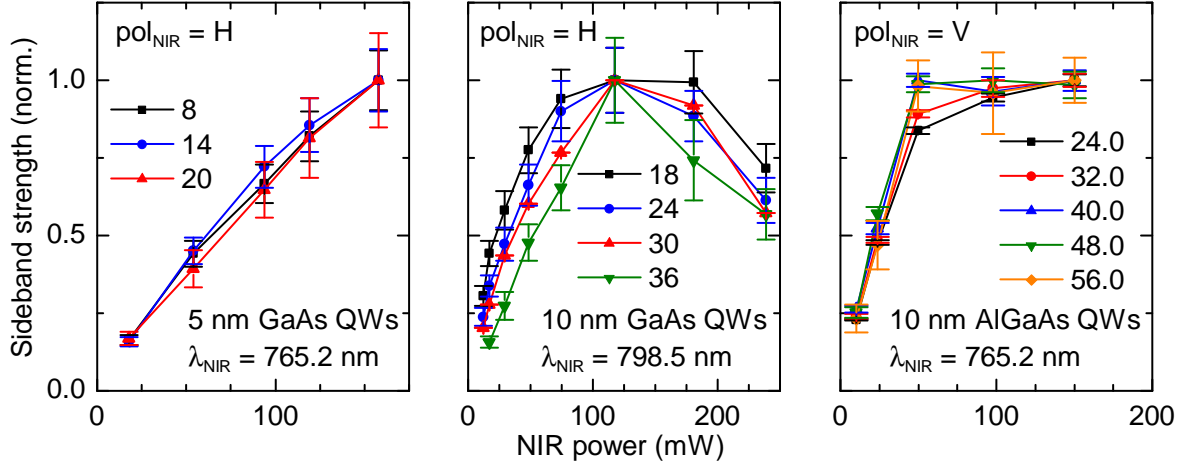 Sideband strength (norm.)
1.0
0.5
0.0
pol_NIR = H
8
14
20
5 nm GaAs QWs
λ_NIR = 765.2 nm
0
100
pol_NIR = H
18
24
30
36
10 nm GaAs QWs
λ_NIR = 798.5 nm
0
100
200
pol_NIR = V
24.0
32.0
40.0
48.0
56.0
10 nm AlGaAs QWs
λ_NIR = 765.2 nm
0
50
100
150
200
NIR power (mW)